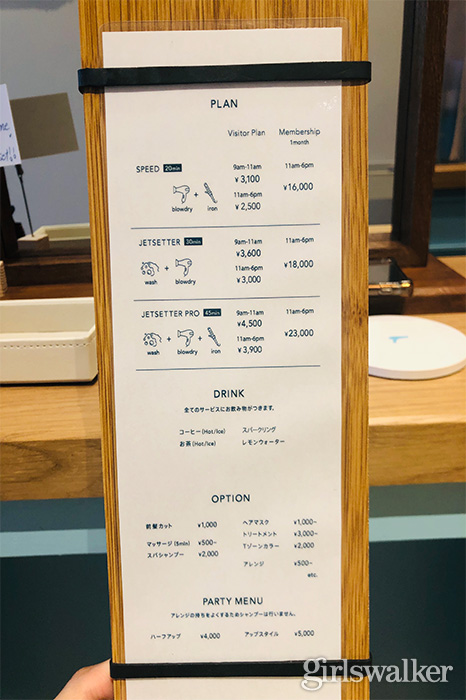 PLAN
Visitor Plan
Membership
1month
SPEED 20min
9am-11am
¥3,100
11am-6pm
¥2,500
11am-6pm
¥16,000
blowdry + iron
JETSETTER 30min
9am-11am
¥3,600
11am-6pm
¥3,000
11am-6pm
¥18,000
wash + blowdry
JETSETTER PRO 45min
9am-11am
¥4,500
11am-6pm
¥3,900
11am-6pm
¥23,000
wash + blowdry + iron
DRINK
全てのサービスにお飲み物がつきます。
コーヒー(Hot/Ice) スパークリング
お茶(Hot/Ice) レモンウォーター
OPTION
前髪カット ¥1,000
マッサージ(5min) ¥500~
スパシャンプー ¥2,000
ヘアマスク ¥1,000~
トリートメント ¥3,000~
Tゾーンカラー ¥2,000
アレンジ ¥500~
etc.
PARTY MENU
アレンジの持ちをよくするためシャンプーは行いません。
ハーフアップ ¥4,000 アップスタイル ¥5,000
girlswalker